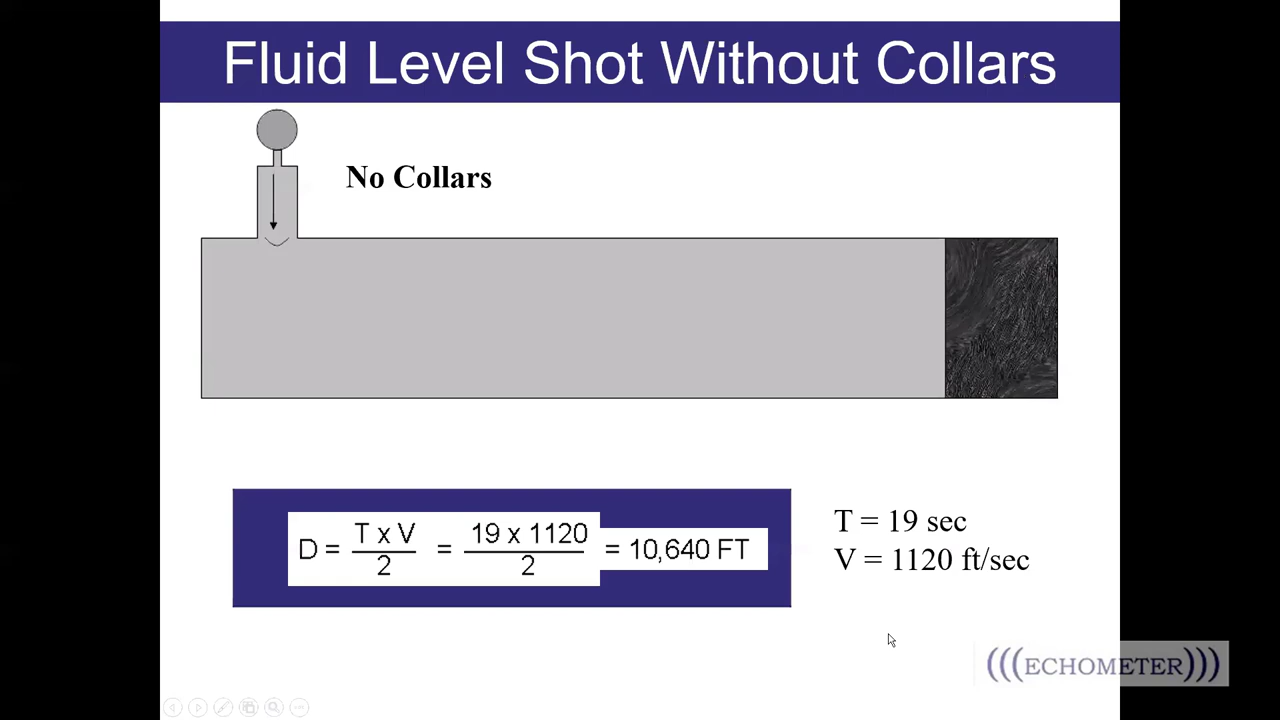 Fluid Level Shot Without Collars
No Collars
D = T x V / 2 = 19 x 1120 / 2 = 10,640 FT
T = 19 sec
V = 1120 ft/sec
(((ECHOMETER)))